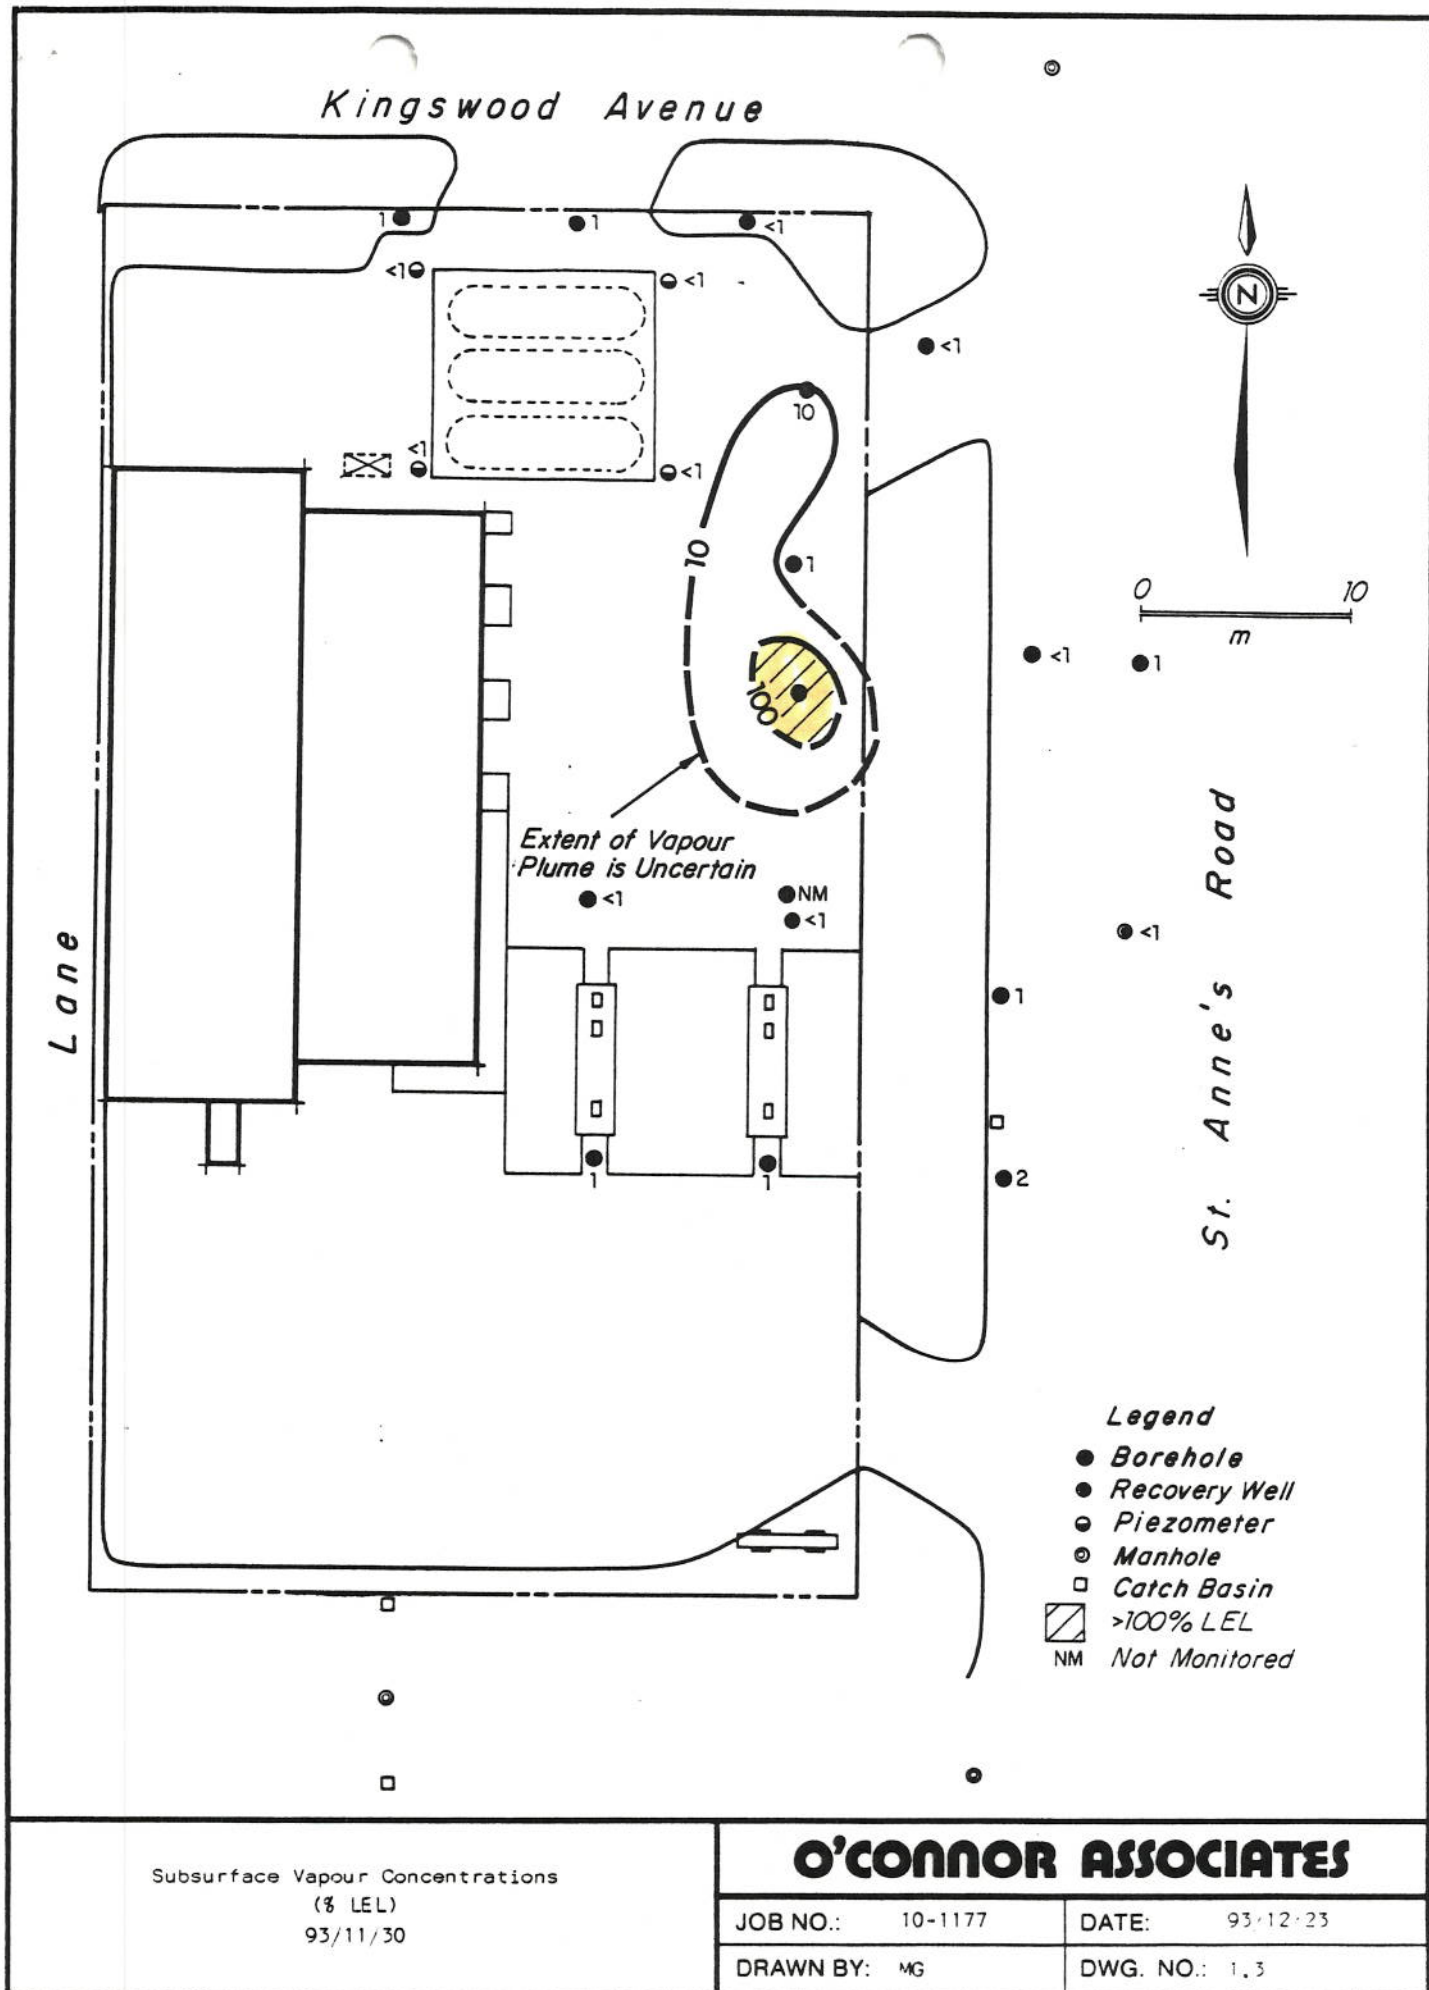 Kingswood Avenue
1
1
<1
<1
<1
<1
10
<1
<1
N
10
1
0 10
m
<1
1
100
Extent of Vapour
Plume is Uncertain
<1
NM
<1
<1
1
Lane
St. Anne's Road
1
1
2
Legend
Borehole
Recovery Well
Piezometer
Manhole
Catch Basin
>100% LEL
NM Not Monitored
Subsurface Vapour Concentrations
(% LEL)
93/11/30
O'CONNOR ASSOCIATES
JOB NO.: 10-1177
DATE: 93·12·23
DRAWN BY: MG
DWG. NO.: 1.3